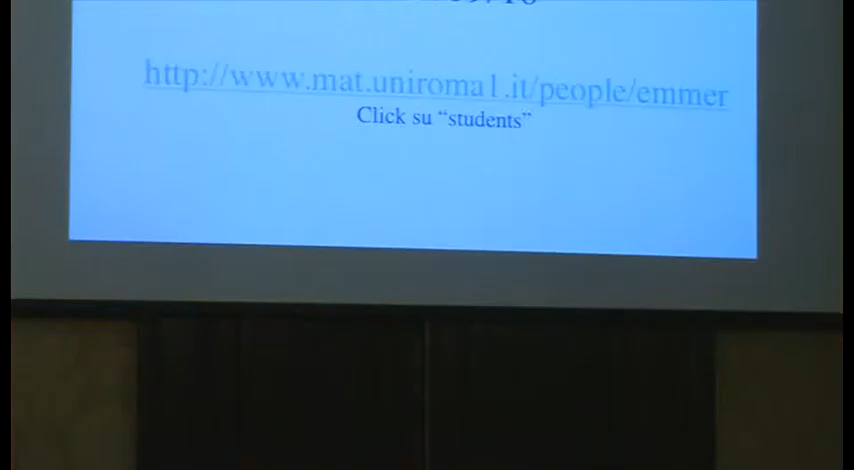 http://www.mat.uniroma1.it/people/emmer
Click su “students”